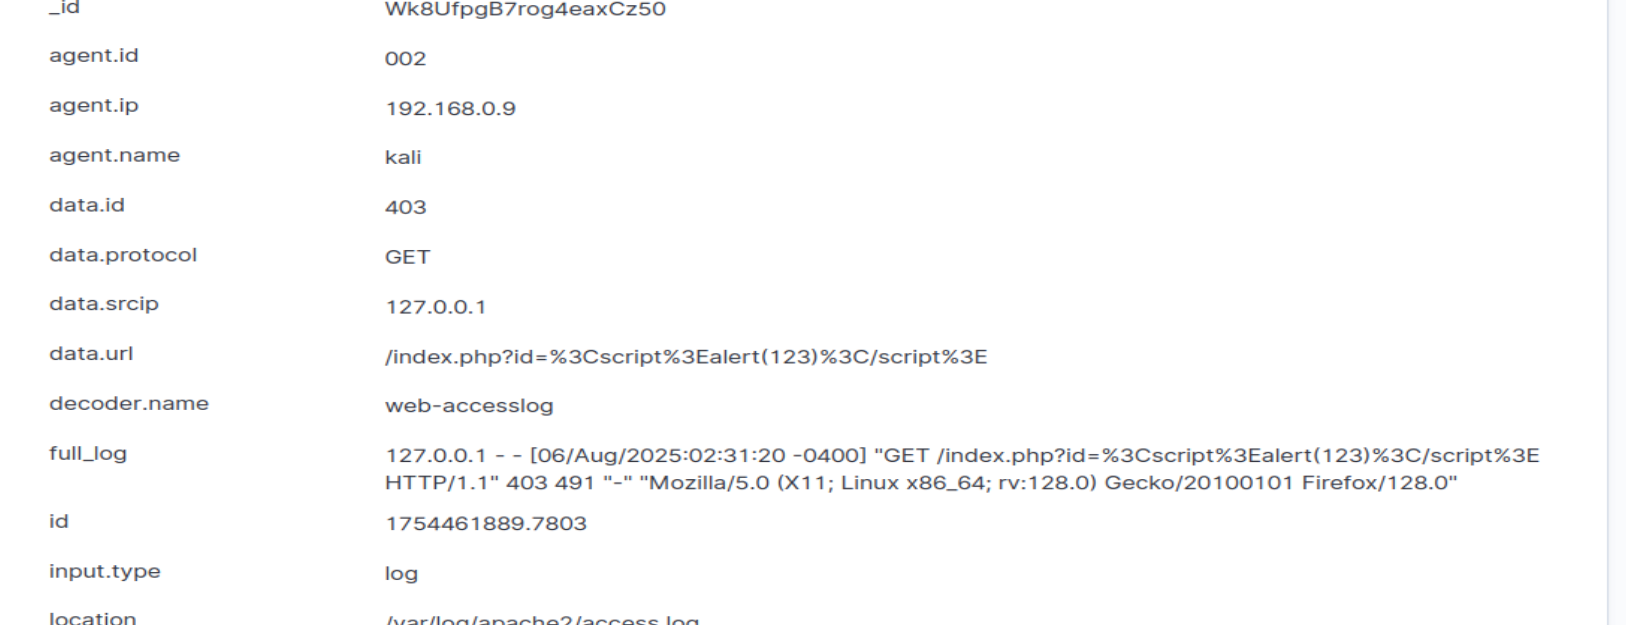 _id Wk8UfpgB7rog4eaxCz50
agent.id 002
agent.ip 192.168.0.9
agent.name kali
data.id 403
data.protocol GET
data.srcip 127.0.0.1
data.url /index.php?id=%3Cscript%3Ealert(123)%3C/script%3E
decoder.name web-accesslog
full_log 127.0.0.1 - - [06/Aug/2025:02:31:20 -0400] "GET /index.php?id=%3Cscript%3Ealert(123)%3C/script%3E
HTTP/1.1" 403 491 "-" "Mozilla/5.0 (X11; Linux x86_64; rv:128.0) Gecko/20100101 Firefox/128.0"
id 1754461889.7803
input.type log
location /var/log/apache2/access.log